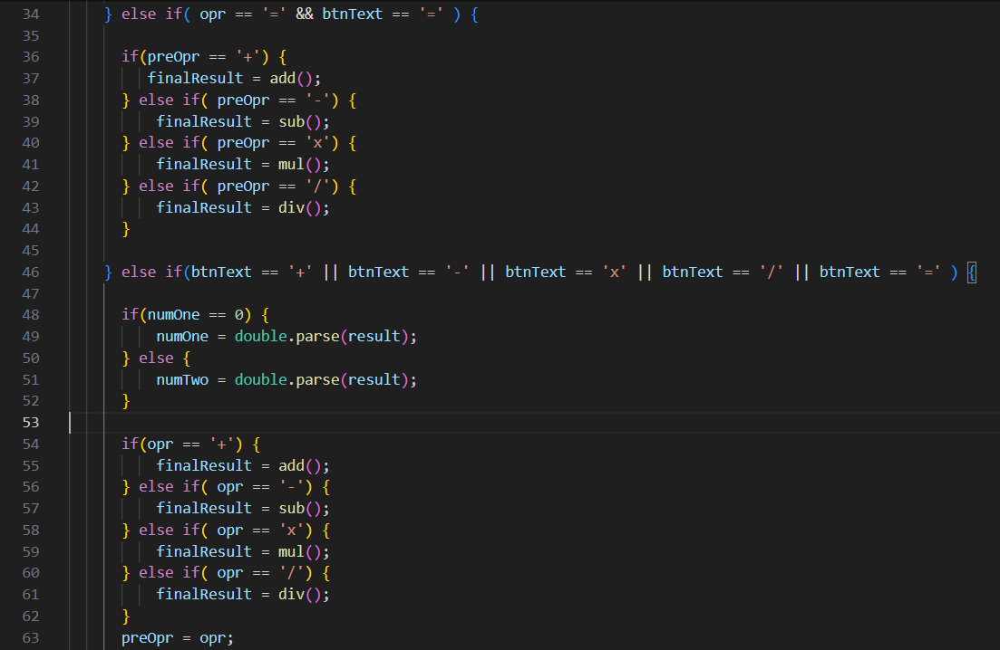 34 } else if( opr == '=' && btnText == '=' ) {
35
36 if(preOpr == '+') {
37 finalResult = add();
38 } else if( preOpr == '-') {
39 finalResult = sub();
40 } else if( preOpr == 'x') {
41 finalResult = mul();
42 } else if( preOpr == '/') {
43 finalResult = div();
44 }
45
46 } else if(btnText == '+' || btnText == '-' || btnText == 'x' || btnText == '/' || btnText == '=' ) {
47
48 if(numOne == 0) {
49 numOne = double.parse(result);
50 } else {
51 numTwo = double.parse(result);
52 }
53
54 if(opr == '+') {
55 finalResult = add();
56 } else if( opr == '-') {
57 finalResult = sub();
58 } else if( opr == 'x') {
59 finalResult = mul();
60 } else if( opr == '/') {
61 finalResult = div();
62 }
63 preOpr = opr;